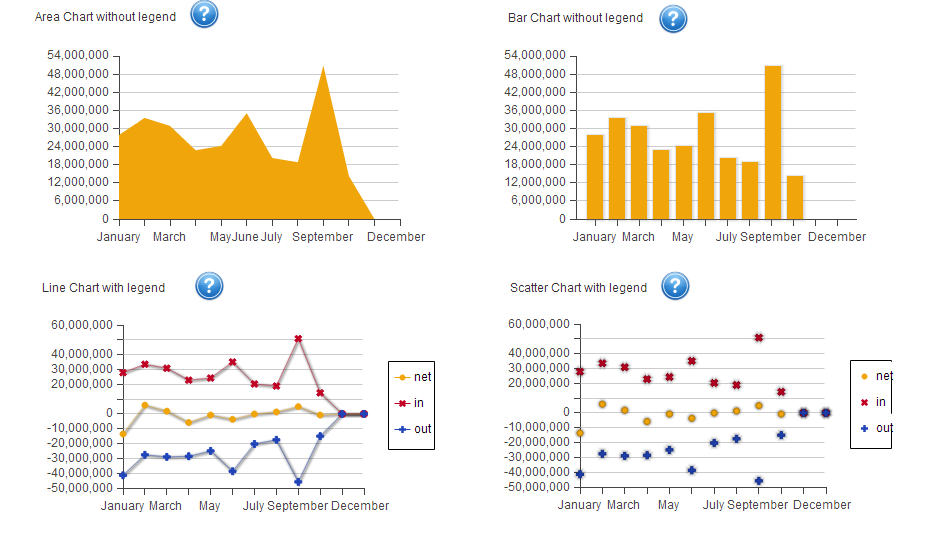 Area Chart without legend ?
54,000,000
48,000,000
42,000,000
36,000,000
30,000,000
24,000,000
18,000,000
12,000,000
6,000,000
0
January March May June July September December
Bar Chart without legend ?
54,000,000
48,000,000
42,000,000
36,000,000
30,000,000
24,000,000
18,000,000
12,000,000
6,000,000
0
January March May July September December
Line Chart with legend ?
60,000,000
40,000,000
30,000,000
20,000,000
0
-10,000,000
-20,000,000
-30,000,000
-40,000,000
-50,000,000
January March May July September December
net
in
out
Scatter Chart with legend ?
60,000,000
40,000,000
30,000,000
20,000,000
0
-10,000,000
-20,000,000
-30,000,000
-40,000,000
-50,000,000
January March May July September December
net
in
out